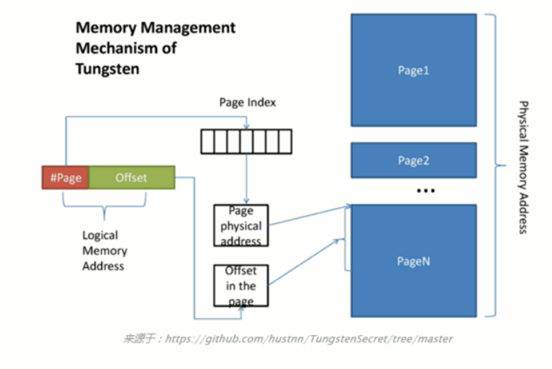 Memory Management
Mechanism of
Tungsten
Page Index
#Page
Offset
Logical
Memory
Address
Page
physical
address
Offset
in the
page
Page1
Page2
...
PageN
Physical Memory Address
来源于：https://github.com/hustnn/TungstenSecret/tree/master